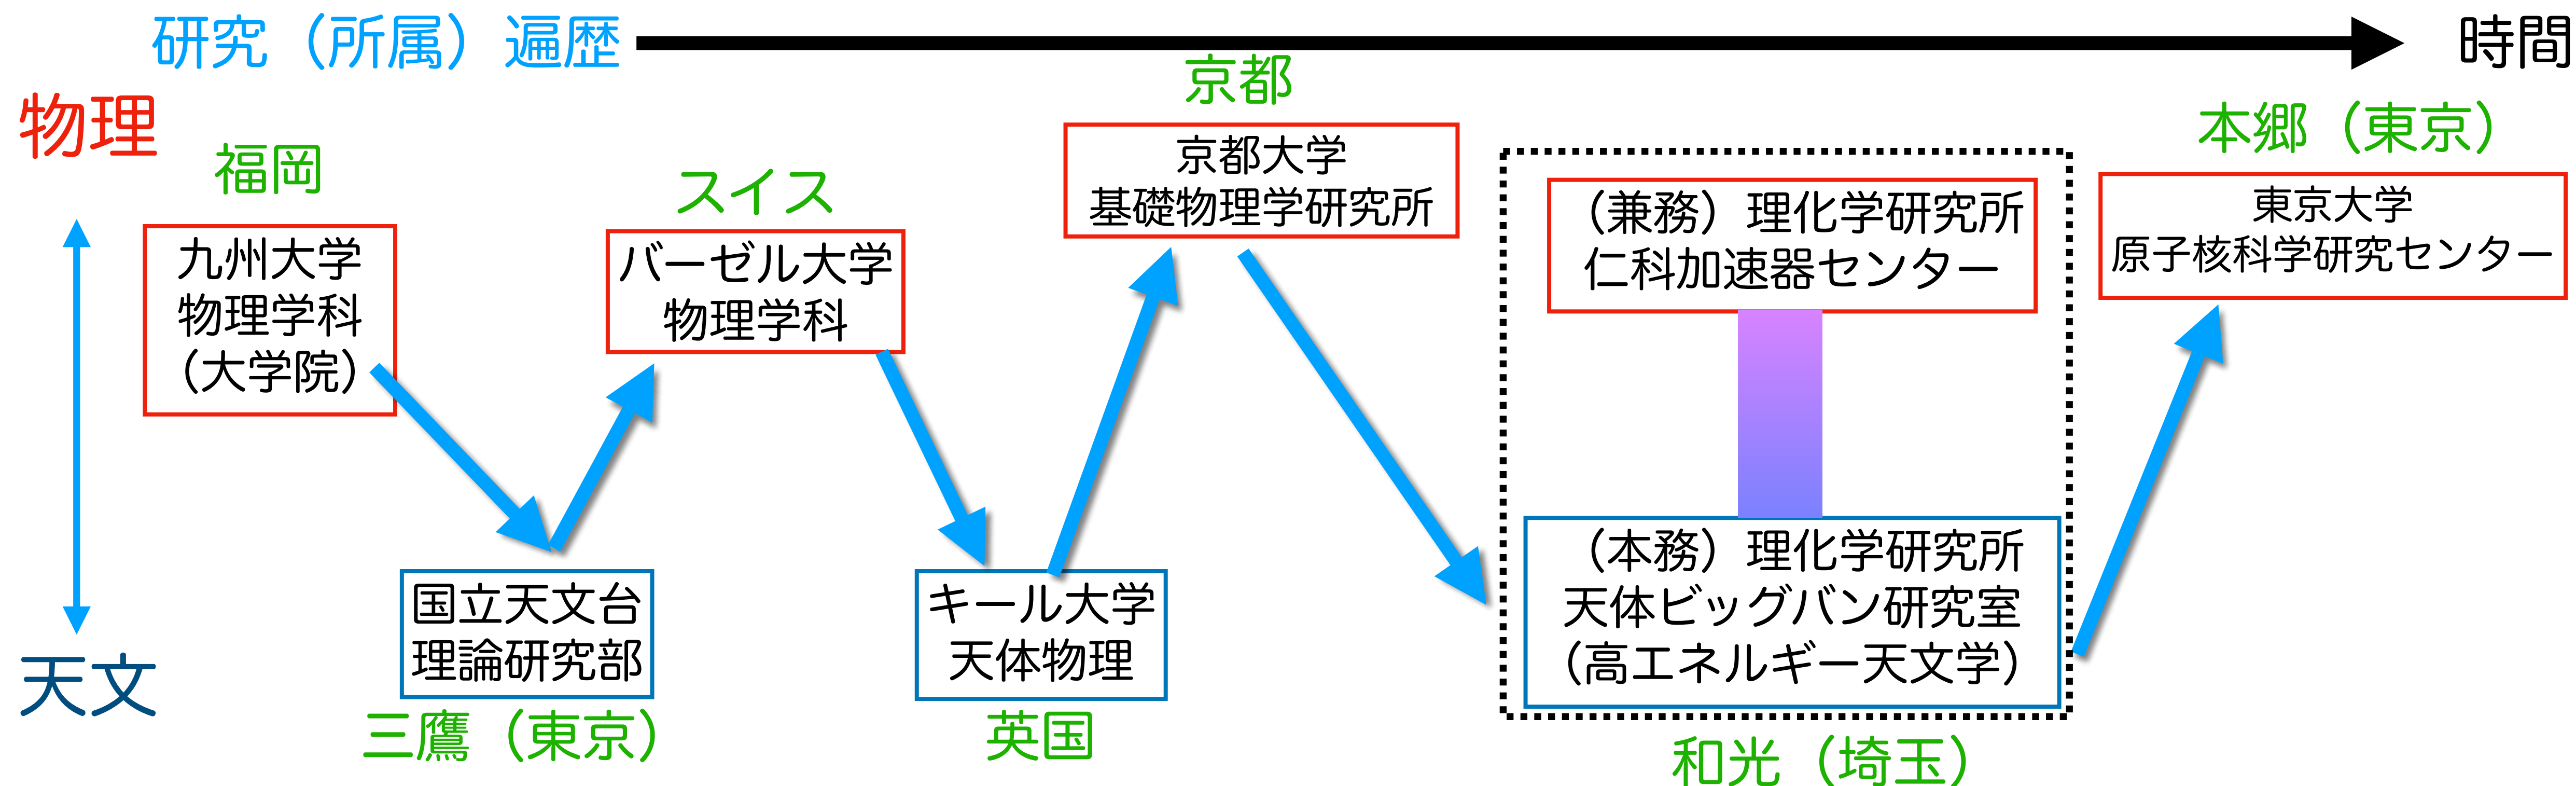 研究（所属）遍歴
時間
物理
天文
福岡
九州大学
物理学科
（大学院）
国立天文台
理論研究部
三鷹（東京）
スイス
バーゼル大学
物理学科
キール大学
天体物理
英国
京都
京都大学
基礎物理学研究所
（兼務）理化学研究所
仁科加速器センター
（本務）理化学研究所
天体ビッグバン研究室
（高エネルギー天文学）
和光（埼玉）
本郷（東京）
東京大学
原子核科学研究センター